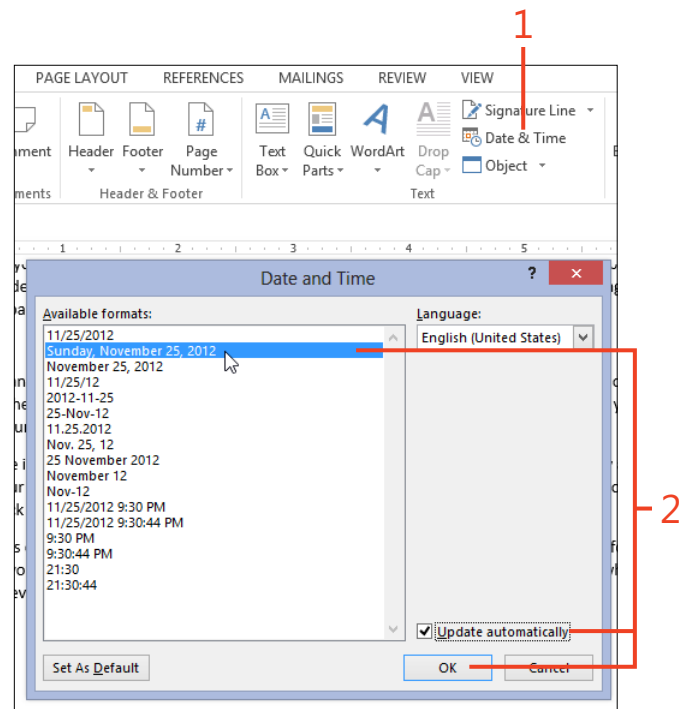 1
PAGE LAYOUT REFERENCES MAILINGS REVIEW VIEW
Signature Line
Date & Time
Object
Header Footer Page Number
Text Box Quick Parts WordArt Drop Cap
Header & Footer Text
1 2 3 4 5
Date and Time ?
Available formats: Language:
11/25/2012 English (United States)
Sunday, November 25, 2012
November 25, 2012
11/25/12
2012-11-25
25-Nov-12
11.25.2012
Nov. 25, 12
25 November 2012
November 12
Nov-12
11/25/2012 9:30 PM
11/25/2012 9:30:44 PM
9:30 PM
9:30:44 PM
21:30
21:30:44
2
Update automatically
Set As Default OK Cancel